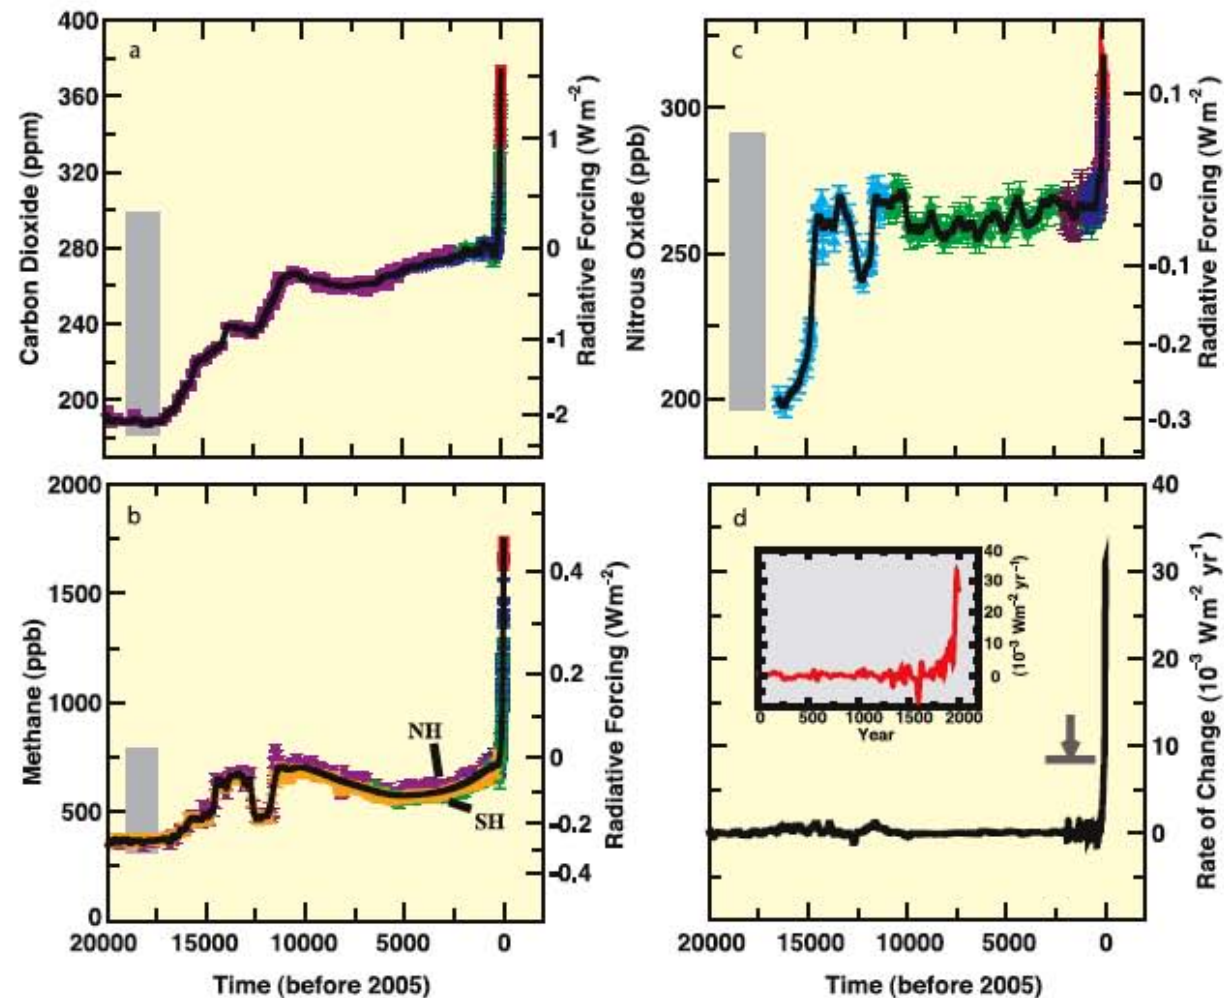 a
400
360
320
280
240
200
Carbon Dioxide (ppm)
1
0
-1
-2
Radiative Forcing (Wm⁻²)
c
300
250
200
Nitrous Oxide (ppb)
0.1
0
-0.1
-0.2
-0.3
Radiative Forcing (Wm⁻²)
b
2000
1500
1000
500
0
Methane (ppb)
NH
SH
0.4
0.2
0
-0.2
-0.4
Radiative Forcing (Wm⁻²)
20000 15000 10000 5000 0
Time (before 2005)
d
40
30
20
10
0
Rate of Change (10⁻³ Wm⁻² yr⁻¹)
40
30
20
10
0
(10⁻³ Wm⁻² yr⁻¹)
0 500 1000 1500 2000
Year
20000 15000 10000 5000 0
Time (before 2005)